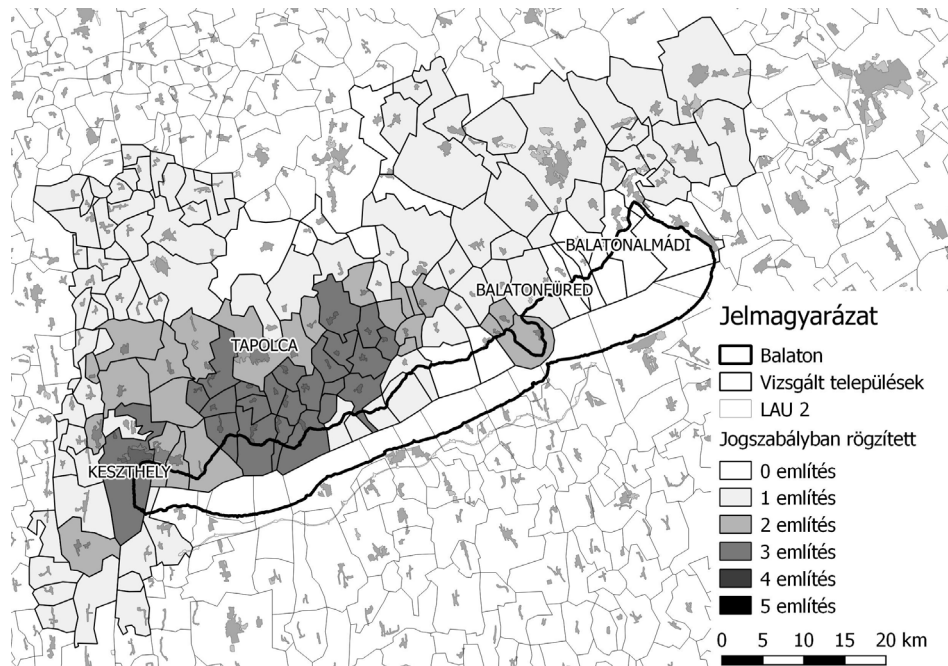 BALATONALMÁDI
BALATONFÜRED
TAPOLCA
KESZTHELY
Jelmagyarázat
Balaton
Vizsgált települések
LAU 2
Jogszabályban rögzített
0 említés
1 említés
2 említés
3 említés
4 említés
5 említés
0 5 10 15 20 km